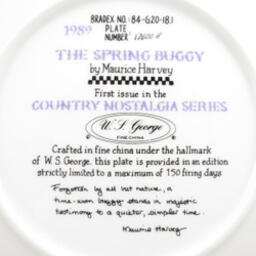 BRADEX NO.: 84-G20-18.1
1989 PLATE
NUMBER
THE SPRING BUGGY
by Maurice Harvey
First issue in the
COUNTRY NOSTALGIA SERIES
W. S. George
FINE CHINA
Crafted in fine china under the hallmark
of W. S. George, this plate is provided in an edition
strictly limited to a maximum of 150 firing days
Forgotten by all but nature, a
time-worn buggy stands in majestic
testimony to a quieter, simpler time.
Maurice Harvey